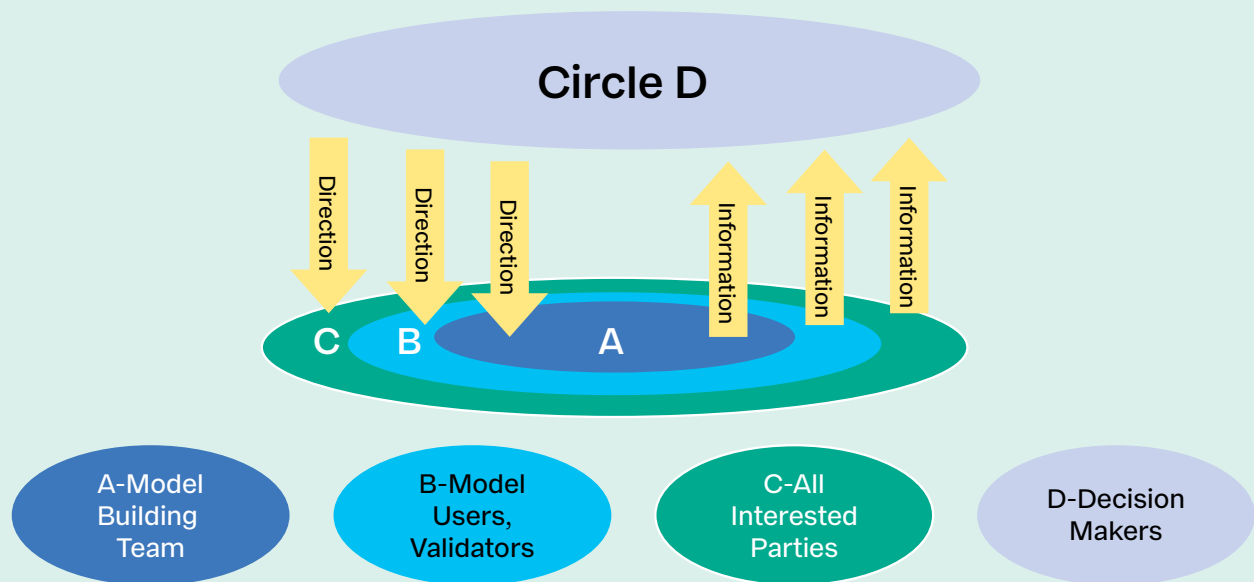 Circle D
Direction
Direction
Direction
Information
Information
Information
C
B
A
A-Model
Building
Team
B-Model
Users,
Validators
C-All
Interested
Parties
D-Decision
Makers